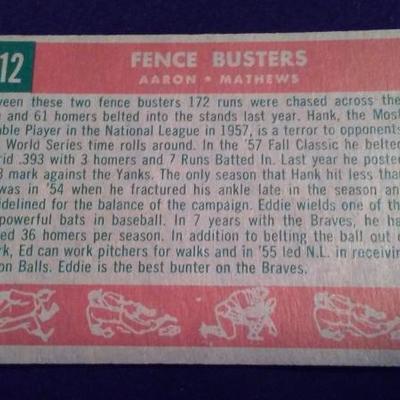 12
FENCE BUSTERS
AARON • MATHEWS
ween these two fence busters 172 runs were chased across the
e and 61 homers belted into the stands last year. Hank, the Most
ble Player in the National League in 1957, is a terror to opponents
World Series time rolls around. In the '57 Fall Classic he belted
rid .393 with 3 homers and 7 Runs Batted In. Last year he posted
3 mark against the Yanks. The only season that Hank hit less than
was in '54 when he fractured his ankle late in the season and
idelined for the balance of the campaign. Eddie wields one of the
powerful bats in baseball. In 7 years with the Braves, he has
ed 36 homers per season. In addition to belting the ball out o
rk, Ed can work pitchers for walks and in '55 led N.L. in receiving
on Balls. Eddie is the best bunter on the Braves.